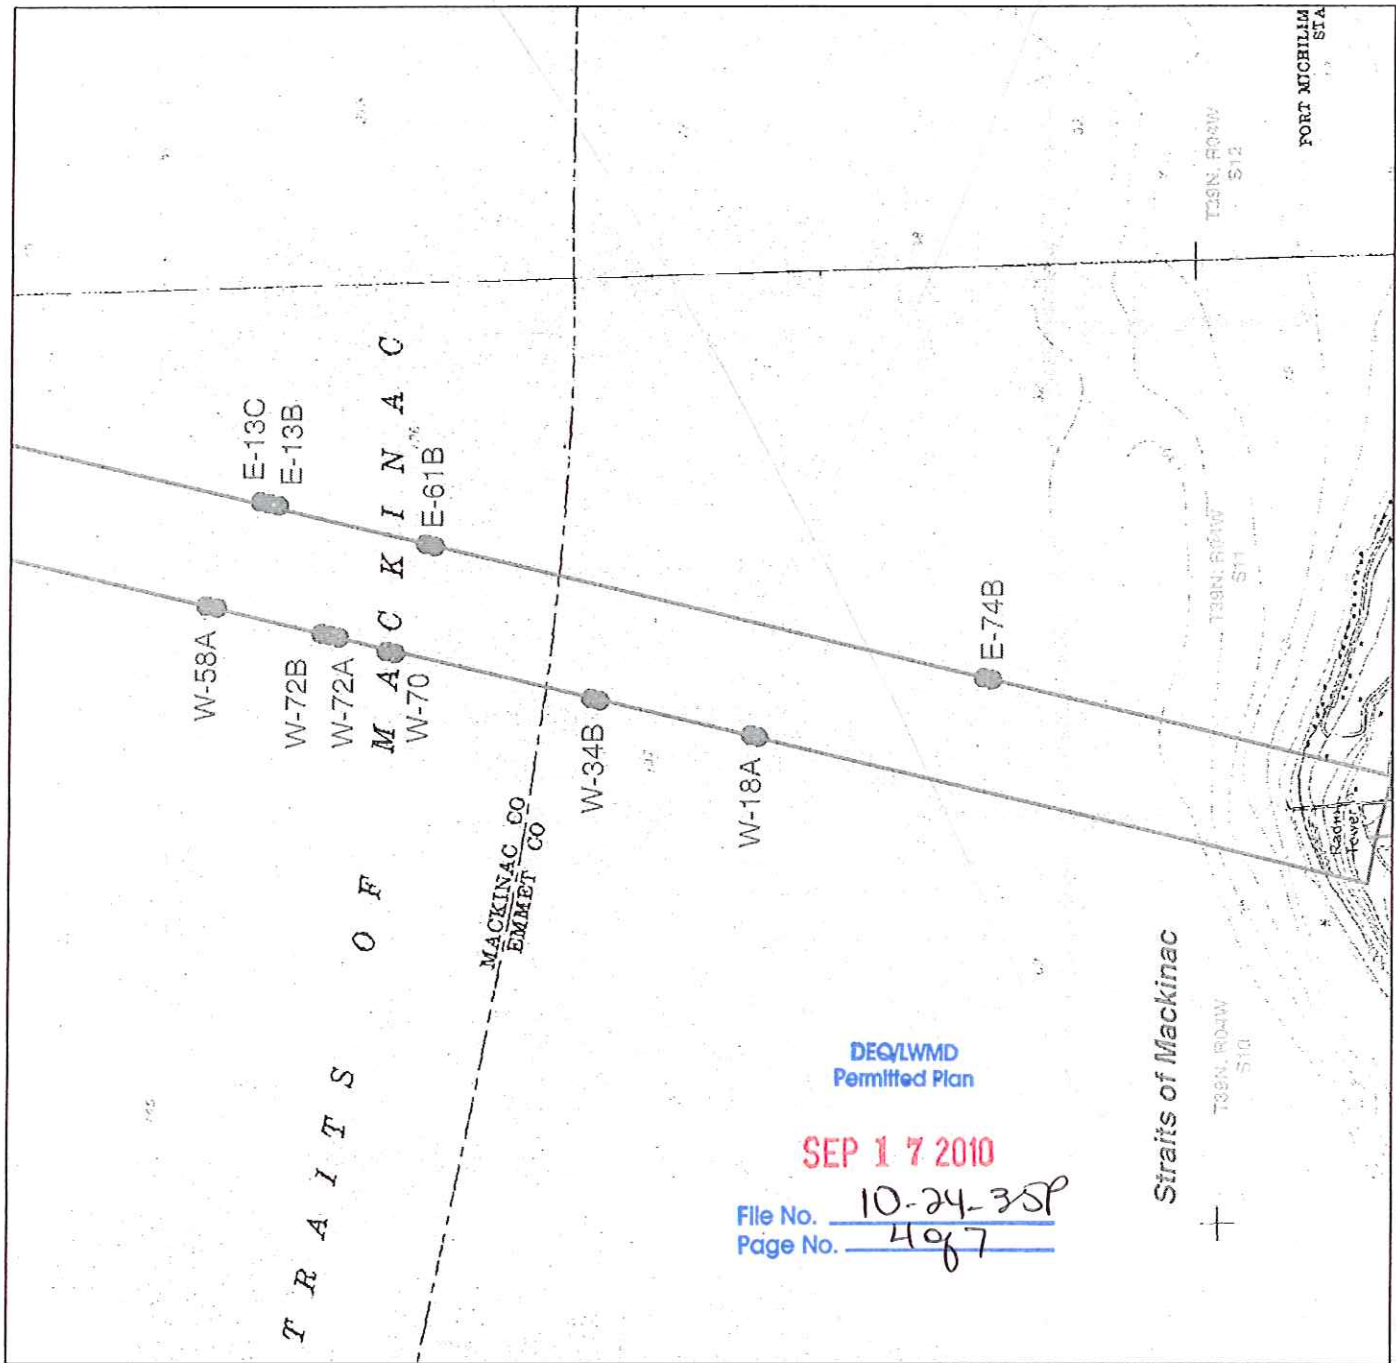 FORT MICHILIM
STA
T39N, R04W
S12
E-13C
E-13B
E-61B
W-58A
W-72B
W-72A
W-70
STRAITS OF MACKINAC
MACKINAC CO
EMMET CO
W-34B
W-18A
E-74B
T39N, R04W
S11
Radio
Tower
Straits of Mackinac
T39N, R04W
S10
DEQ/LWMD
Permitted Plan
SEP 17 2010
File No. 10-24-35P
Page No. 4 of 7